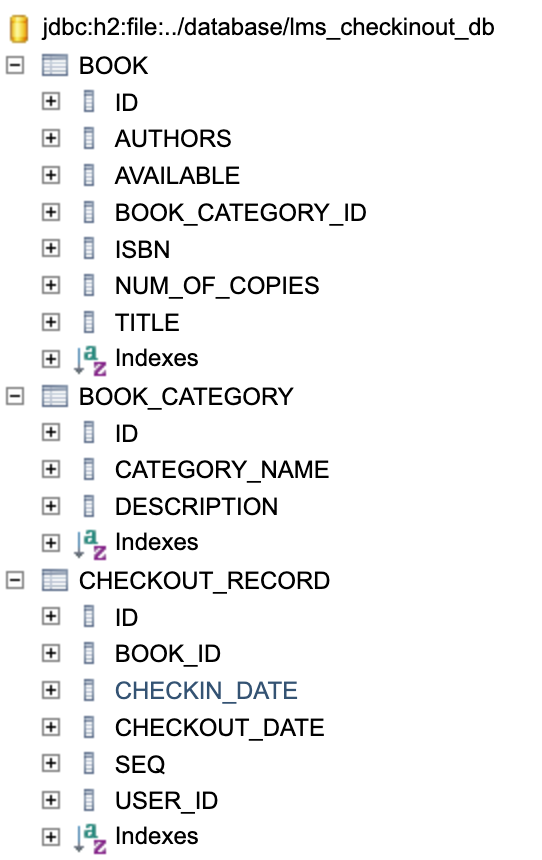 jdbc:h2:file:../database/lms_checkinout_db
BOOK
ID
AUTHORS
AVAILABLE
BOOK_CATEGORY_ID
ISBN
NUM_OF_COPIES
TITLE
Indexes
BOOK_CATEGORY
ID
CATEGORY_NAME
DESCRIPTION
Indexes
CHECKOUT_RECORD
ID
BOOK_ID
CHECKIN_DATE
CHECKOUT_DATE
SEQ
USER_ID
Indexes